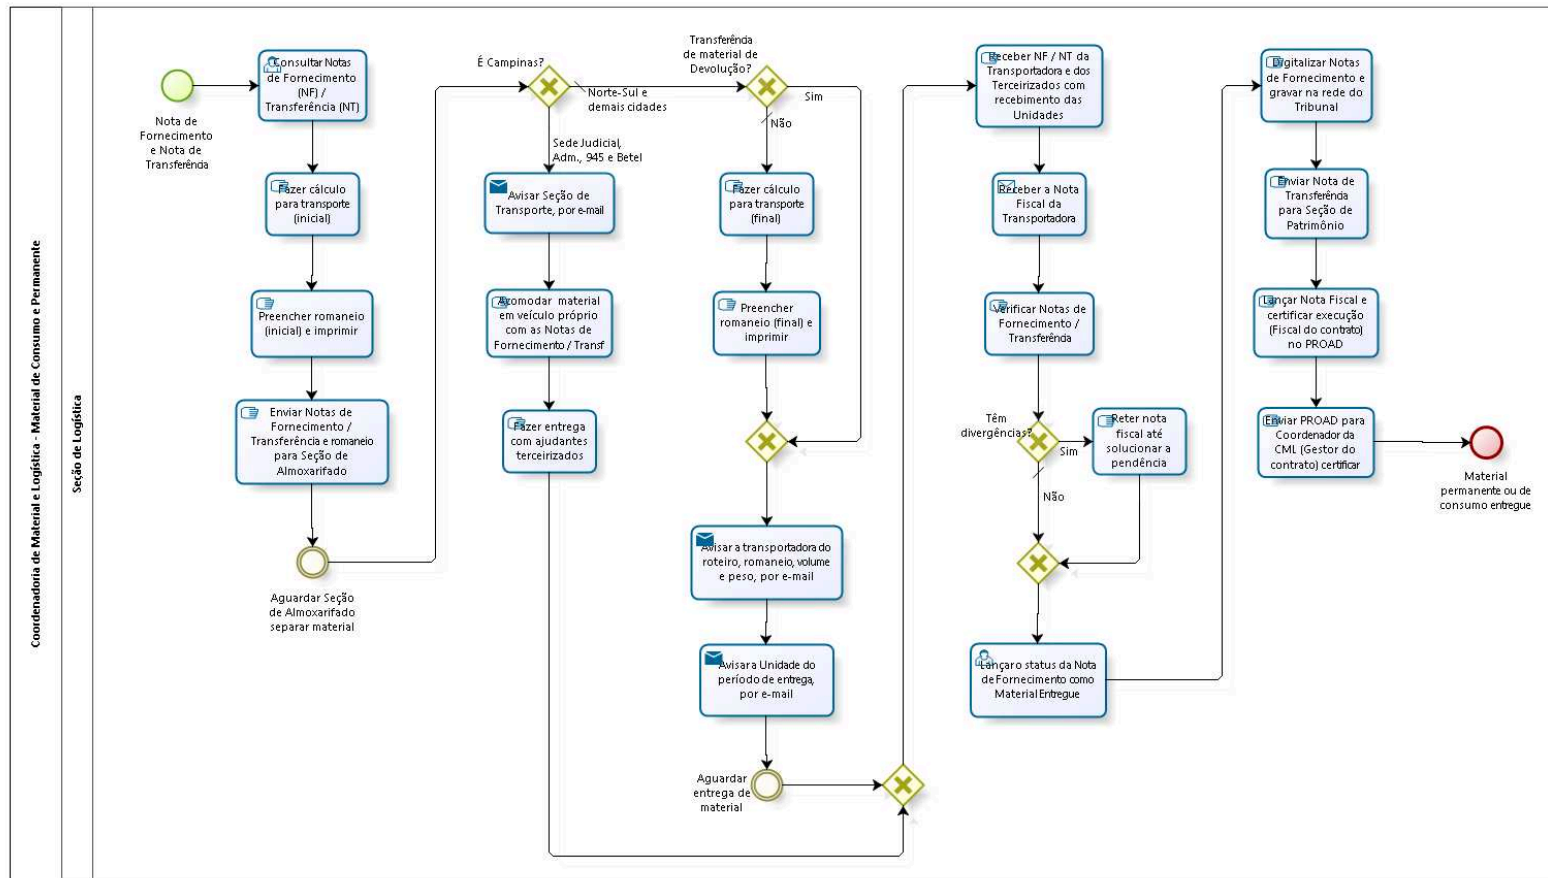 Coordenadoria de Material e Logística - Material de Consumo e Permanente
Seção de Logística
Nota de
Fornecimento
e Nota de
Transferência
Consultar Notas
de Fornecimento
(NF) /
Transferência (NT)
Fazer cálculo
para transporte
(inicial)
Preencher romaneio
(inicial) e imprimir
Enviar Notas de
Fornecimento /
Transferência e romaneio
para Seção de
Almoxarifado
Aguardar Seção
de Almoxarifado
separar material
É Campinas?
Norte-Sul e
demais cidades
Sede Judicial,
Adm., 945 e Betel
Avisar Seção de
Transporte, por e-mail
Acomodar material
em veículo próprio
com as Notas de
Fornecimento / Transf
Fazer entrega
com ajudantes
terceirizados
Transferência
de material de
Devolução?
Sim
Não
Fazer cálculo
para transporte
(final)
Preencher
romaneio (final) e
imprimir
Avisar a transportadora do
roteiro, romaneio, volume
e peso, por e-mail
Avisar a Unidade do
período de entrega,
por e-mail
Aguardar
entrega de
material
Receber NF / NT da
Transportadora e dos
Terceirizados com
recebimento das
Unidades
Receber a Nota
Fiscal da
Transportadora
Verificar Notas de
Fornecimento /
Transferência
Têm
divergências?
Sim
Não
Reter nota
fiscal até
solucionar a
pendência
Lançar o status da Nota
de Fornecimento como
Material Entregue
Digitalizar Notas
de Fornecimento e
gravar na rede do
Tribunal
Enviar Nota de
Transferência
para Seção de
Patrimônio
Lançar Nota Fiscal e
certificar execução
(Fiscal do contrato)
no PROAD
Enviar PROAD para
Coordenador da
CML (Gestor do
contrato) certificar
Material
permanente ou de
consumo entregue